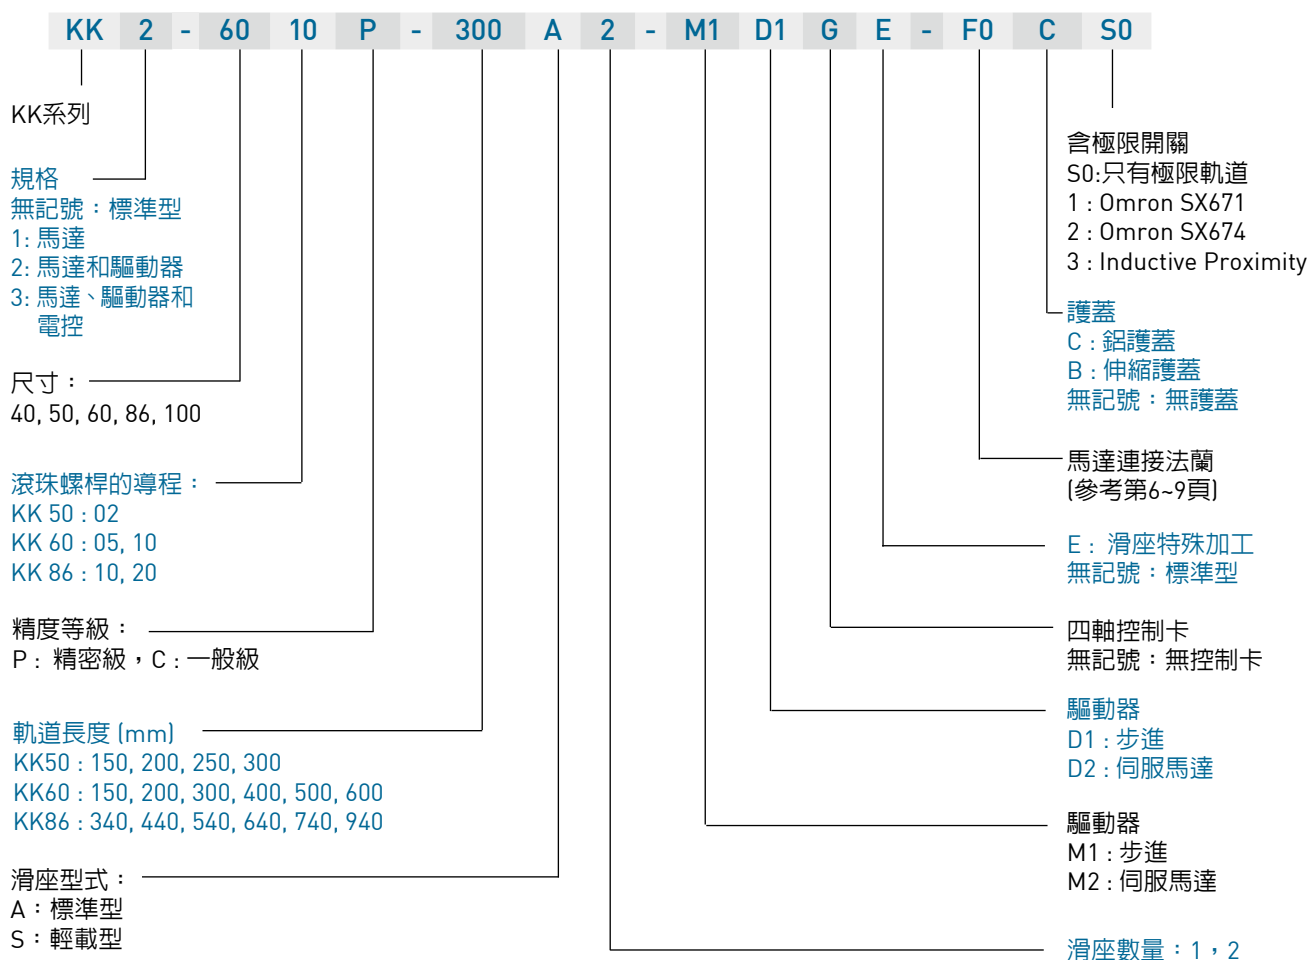 KK 2 - 60 10 P - 300 A 2 - M1 D1 G E - F0 C S0
KK系列
規格
無記號：標準型
1: 馬達
2: 馬達和驅動器
3: 馬達、驅動器和
電控
尺寸：
40, 50, 60, 86, 100
滾珠螺桿的導程：
KK 50 : 02
KK 60 : 05, 10
KK 86 : 10, 20
精度等級：
P : 精密級，C : 一般級
軌道長度 (mm)
KK50 : 150, 200, 250, 300
KK60 : 150, 200, 300, 400, 500, 600
KK86 : 340, 440, 540, 640, 740, 940
滑座型式：
A：標準型
S：輕載型
含極限開關
S0:只有極限軌道
1 : Omron SX671
2 : Omron SX674
3 : Inductive Proximity
護蓋
C : 鋁護蓋
B : 伸縮護蓋
無記號：無護蓋
馬達連接法蘭
(參考第6~9頁)
E : 滑座特殊加工
無記號：標準型
四軸控制卡
無記號：無控制卡
驅動器
D1 : 步進
D2 : 伺服馬達
驅動器
M1 : 步進
M2 : 伺服馬達
滑座數量：1，2